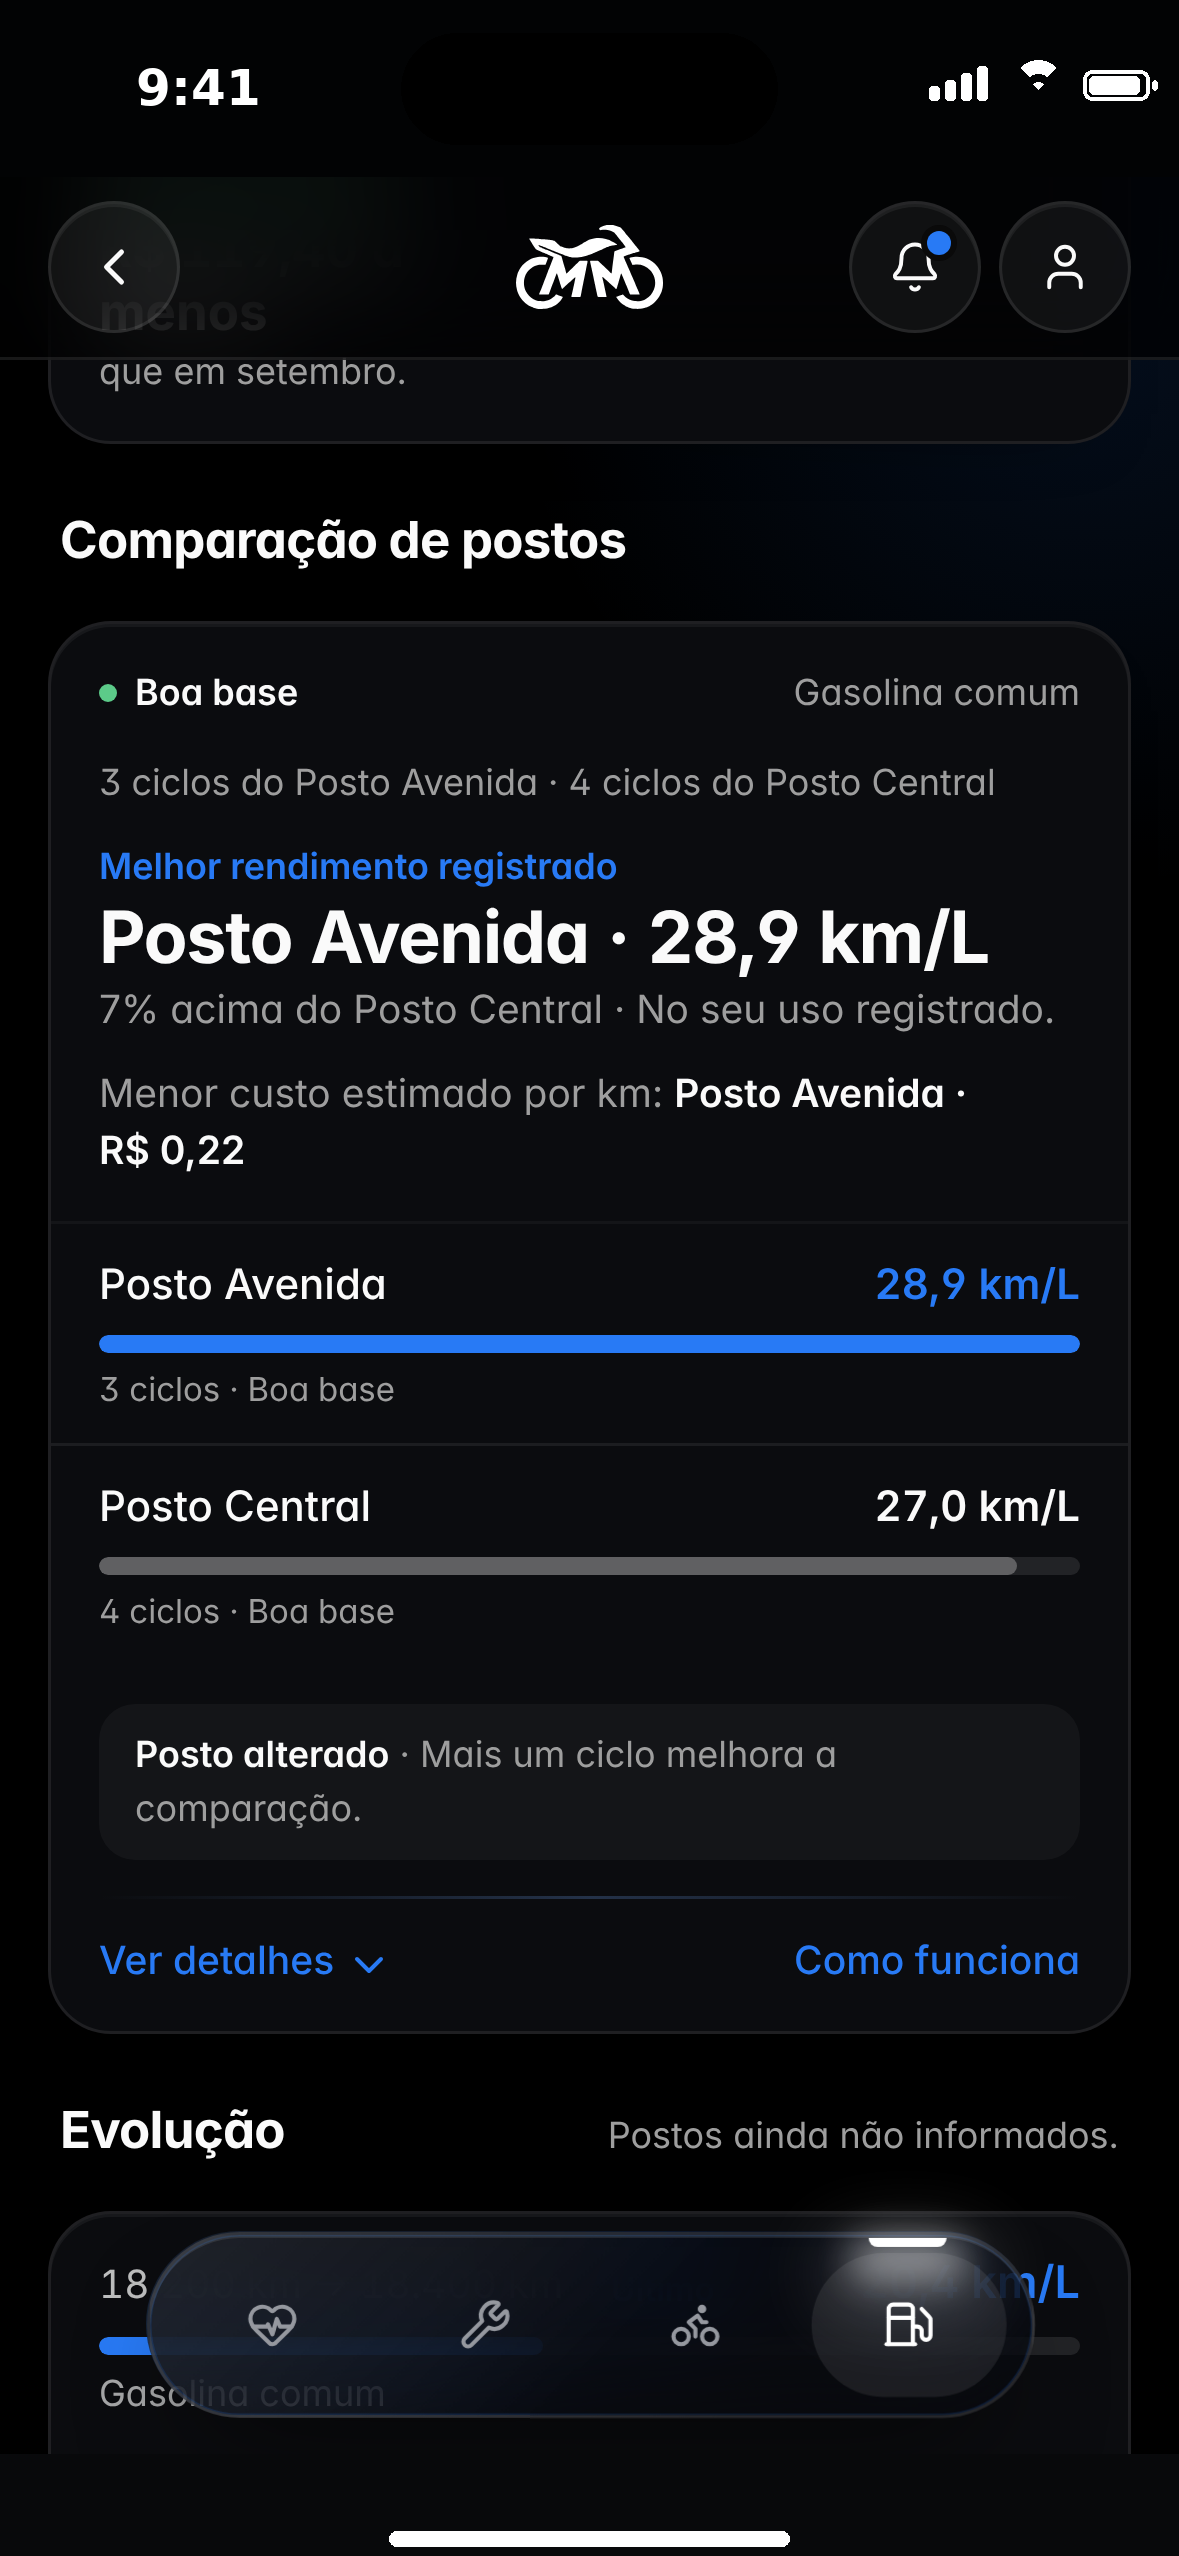 9:41
MM
menos
que em setembro.
Comparação de postos
Boa base
Gasolina comum
3 ciclos do Posto Avenida · 4 ciclos do Posto Central
Melhor rendimento registrado
Posto Avenida · 28,9 km/L
7% acima do Posto Central · No seu uso registrado.
Menor custo estimado por km: Posto Avenida ·
R$ 0,22
Posto Avenida
28,9 km/L
3 ciclos · Boa base
Posto Central
27,0 km/L
4 ciclos · Boa base
Posto alterado · Mais um ciclo melhora a
comparação.
Ver detalhes
Como funciona
Evolução
Postos ainda não informados.
18
km/L
Gasolina comum